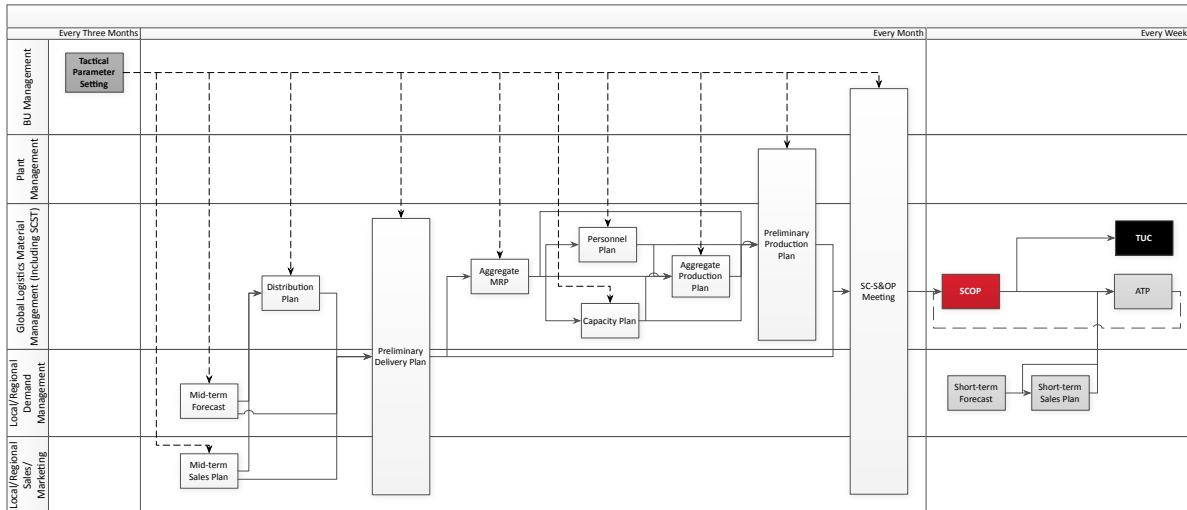 Every Three Months
Every Month
Every Week
BU Management
Tactical
Parameter
Setting
Plant
Management
Global Logistics Material
Management (Including SCST)
Distribution
Plan
Aggregate
MRP
Personnel
Plan
Aggregate
Production
Plan
Capacity Plan
Preliminary
Production
Plan
SC-S&OP
Meeting
SCOP
TUC
ATP
Preliminary
Delivery Plan
Local/Regional
Demand
Management
Mid-term
Forecast
Short-term
Forecast
Short-term
Sales Plan
Local/Regional
Sales/
Marketing
Mid-term
Sales Plan